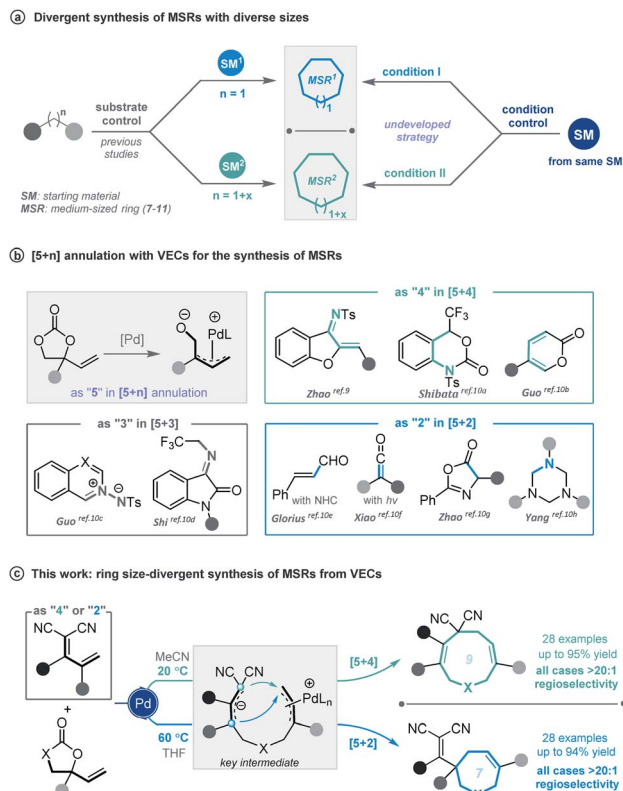 a Divergent synthesis of MSRs with diverse sizes
n
substrate control
previous studies
SM¹
n = 1
MSR¹
1
condition I
undeveloped strategy
condition control
SM
from same SM
SM²
n = 1+x
MSR²
1+x
condition II
SM: starting material
MSR: medium-sized ring (7-11)
b [5+n] annulation with VECs for the synthesis of MSRs
O
O
O
[Pd]
⊖
O
⊕
PdL
as "5" in [5+n] annulation
as "4" in [5+4]
NTs
O
Zhao ref.9
CF₃
O
N
O
Ts
Shibata ref.10a
O
O
Guo ref.10b
as "3" in [5+3]
X
N
⊕
⊖
N
NTs
Guo ref.10c
F₃C
N
O
N
Shi ref.10d
as "2" in [5+2]
CHO
Ph
with NHC
Glorius ref.10e
O
with hv
Xiao ref.10f
O
O
Ph
N
Zhao ref.10g
N
N
N
Yang ref.10h
c This work: ring size-divergent synthesis of MSRs from VECs
as "4" or "2"
NC
CN
+
O
X
O
Pd
MeCN
20 °C
60 °C
THF
NC
CN
⊖
⊕
PdLₙ
X
key intermediate
[5+4]
[5+2]
NC
CN
9
X
28 examples
up to 95% yield
all cases >20:1
regioselectivity
NC
CN
7
28 examples
up to 94% yield
all cases >20:1
regioselectivity